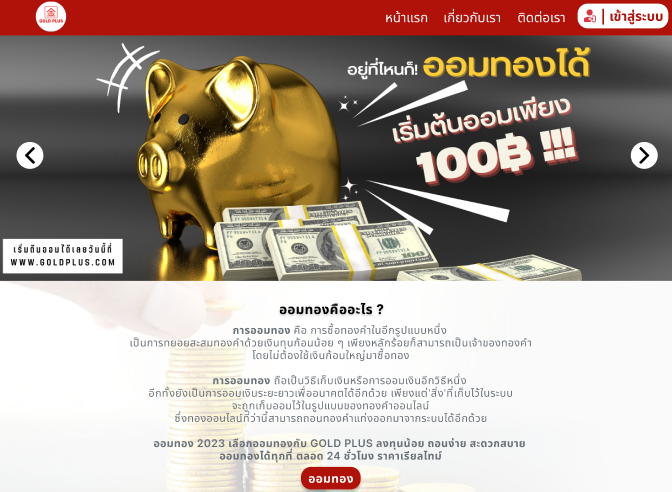 GOLD PLUS
หน้าแรก เกี่ยวกับเรา ติดต่อเรา | เข้าสู่ระบบ
อยู่ที่ไหนก็! ออมทองได้
เริ่มต้นออมเพียง
100฿ !!!
เริ่มต้นออมได้เลยวันนี้ที่
WWW.GOLDPLUS.COM
ออมทองคืออะไร ?
การออมทอง คือ การซื้อทองคำในอีกรูปแบบหนึ่ง
เป็นการทยอยสะสมทองคำด้วยเงินทุนก้อนน้อย ๆ เพียงหลักร้อยก็สามารถเป็นเจ้าของทองคำ
โดยไม่ต้องใช้เงินก้อนใหญ่มาซื้อทอง
การออมทอง ถือเป็นวิธีเก็บเงินหรือการออมเงินอีกวิธีหนึ่ง
อีกทั้งยังเป็นการออมเงินระยะยาวเพื่ออนาคตได้อีกด้วย เพียงแต่'สิ่ง'ที่เก็บไว้ในระบบ
จะถูกเก็บออมไว้ในรูปแบบของทองคำออนไลน์
ซึ่งทองออนไลน์ที่ว่านี้สามารถถอนทองคำแท่งออกมาจากระบบได้อีกด้วย
ออมทอง 2023 เลือกออมทองกับ GOLD PLUS ลงทุนน้อย ถอนง่าย สะดวกสบาย
ออมทองได้ทุกที่ ตลอด 24 ชั่วโมง ราคาเรียลไทม์
ออมทอง